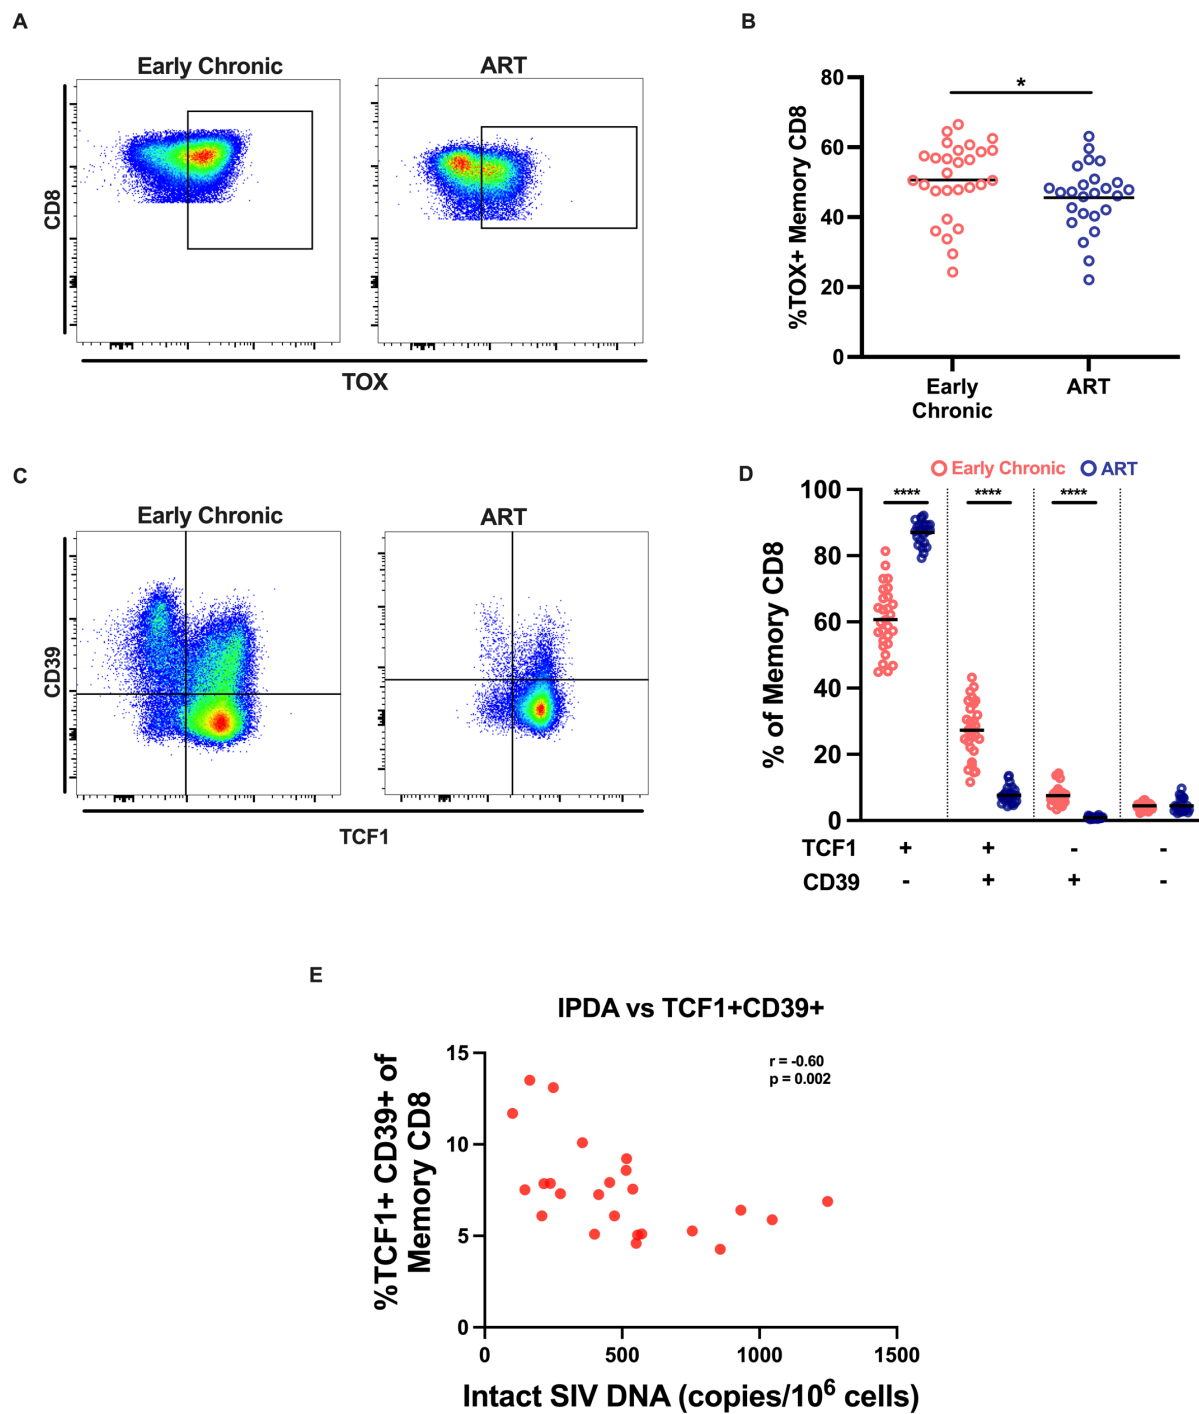 A
Early Chronic
ART
CD8
TOX
B
*
%TOX+ Memory CD8
80
60
40
20
0
Early
Chronic
ART
C
Early Chronic
ART
CD39
TCF1
D
Early Chronic
ART
% of Memory CD8
100
80
60
40
20
0
****
****
****
TCF1 + + - -
CD39 - + + -
E
IPDA vs TCF1+CD39+
r = -0.60
p = 0.002
%TCF1+ CD39+ of
Memory CD8
15
10
5
0
0 500 1000 1500
Intact SIV DNA (copies/10⁶ cells)